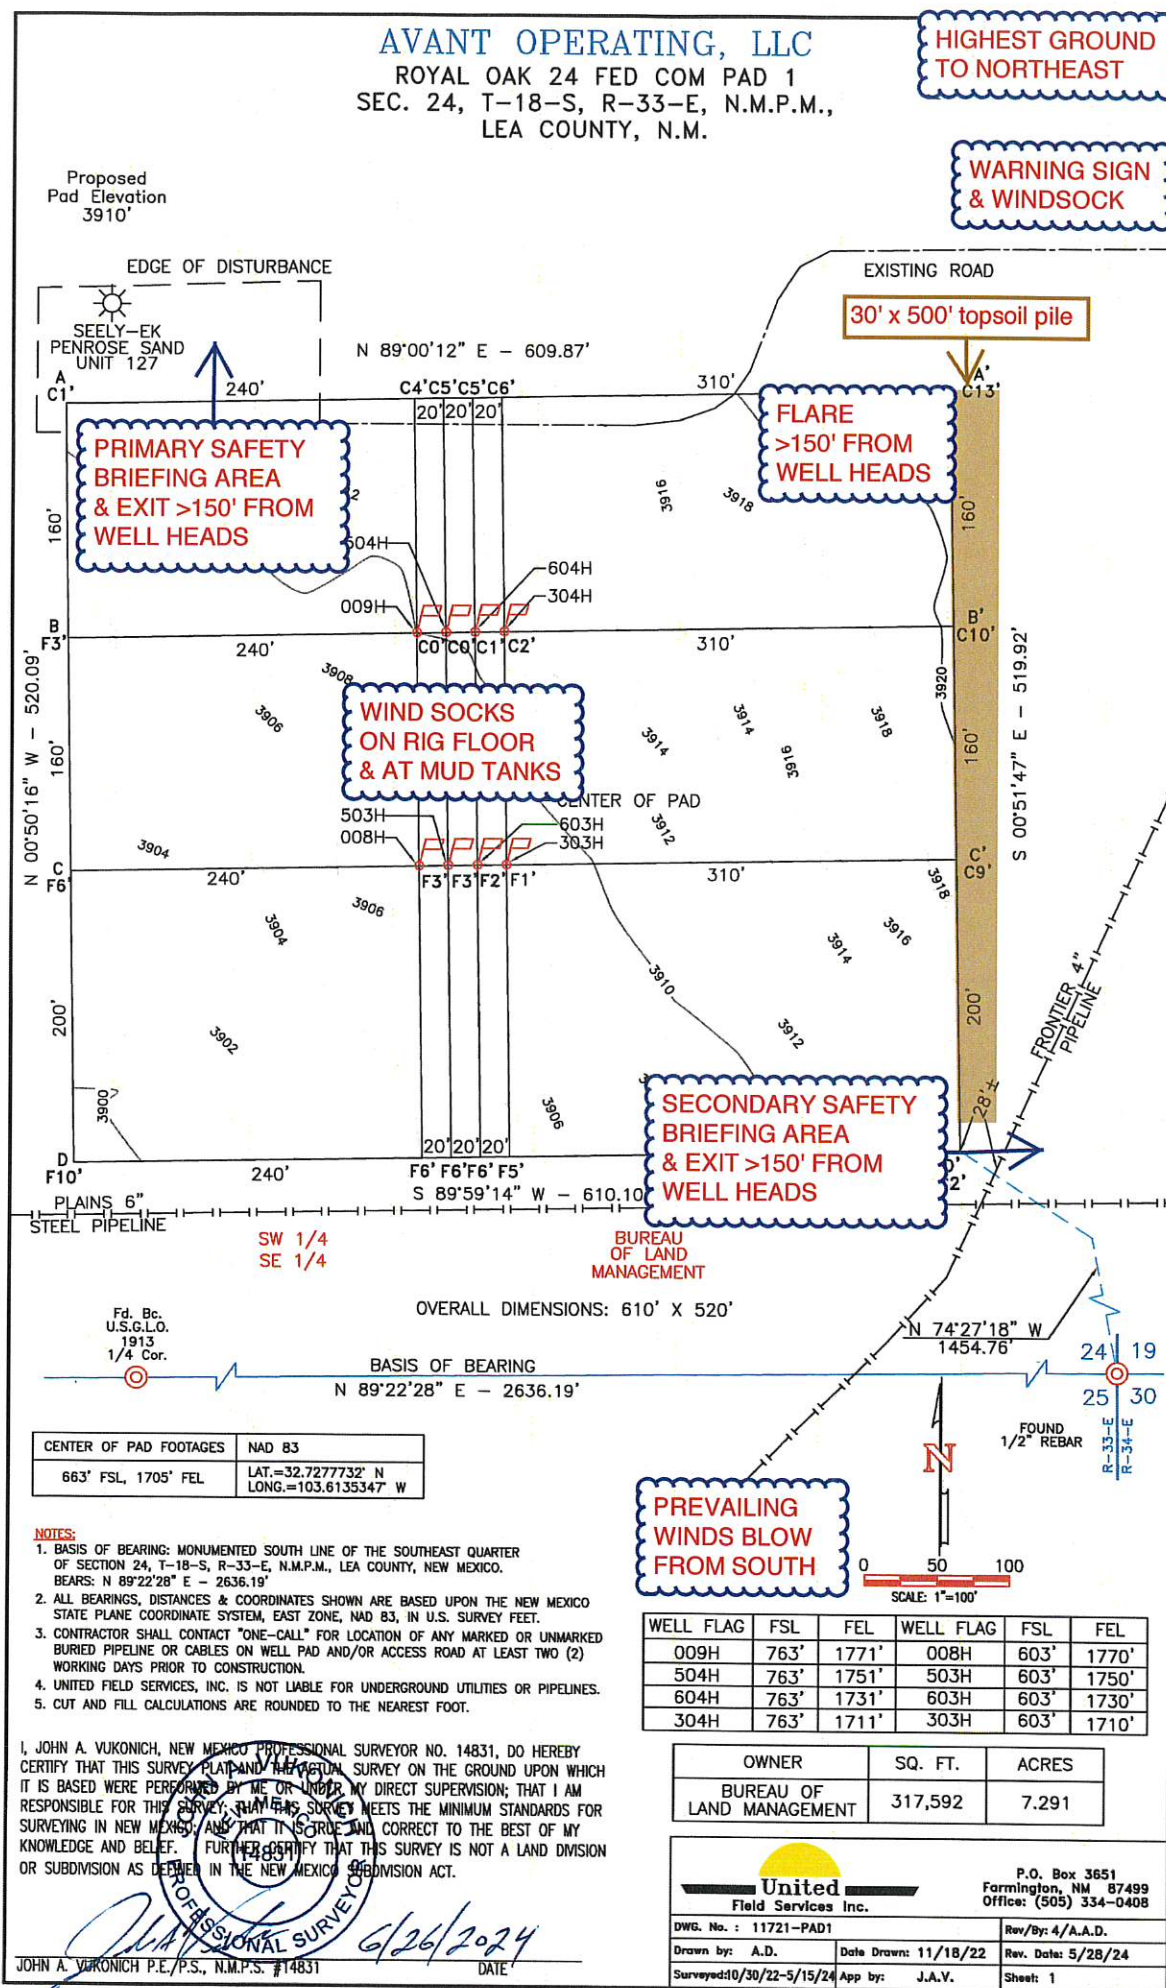 AVANT OPERATING, LLC
ROYAL OAK 24 FED COM PAD 1
SEC. 24, T-18-S, R-33-E, N.M.P.M.,
LEA COUNTY, N.M.
HIGHEST GROUND
TO NORTHEAST
WARNING SIGN
& WINDSOCK
Proposed
Pad Elevation
3910'
EDGE OF DISTURBANCE
SEELY-EK
PENROSE SAND
UNIT 127
EXISTING ROAD
30' x 500' topsoil pile
N 89°00'12" E - 609.87'
A
C1'
240'
C4' C5' C5' C6'
20' 20' 20'
310'
A'
C13'
PRIMARY SAFETY
BRIEFING AREA
& EXIT >150' FROM
WELL HEADS
FLARE
>150' FROM
WELL HEADS
3916
3918
160'
160'
504H
604H
009H
304H
B
F3'
240'
C0' C0' C1' C2'
310'
B'
C10'
N 00°50'16" W - 520.09'
S 00°51'47" E - 519.92'
3908
3906
3920
WIND SOCKS
ON RIG FLOOR
& AT MUD TANKS
3914
3914
3916
3918
160'
160'
CENTER OF PAD
503H
603H
008H
303H
3912
3904
C
F6'
240'
F3' F3' F2' F1'
310'
C'
C9'
3918
3906
3904
3914
3916
3910
200'
200'
3902
3912
FRONTIER 4"
PIPELINE
3900
3906
28'±
SECONDARY SAFETY
BRIEFING AREA
& EXIT >150' FROM
WELL HEADS
D
F10'
240'
20' 20' 20'
F6' F6' F6' F5'
S 89°59'14" W - 610.10
2'
PLAINS 6"
STEEL PIPELINE
SW 1/4
SE 1/4
BUREAU
OF LAND
MANAGEMENT
OVERALL DIMENSIONS: 610' X 520'
Fd. Bc.
U.S.G.L.O.
1913
1/4 Cor.
BASIS OF BEARING
N 89°22'28" E - 2636.19'
N 74°27'18" W
1454.76'
24 19
25 30
R-33-E
R-34-E
FOUND
1/2" REBAR
CENTER OF PAD FOOTAGES NAD 83
663' FSL, 1705' FEL LAT.=32.7277732° N
LONG.=103.6135347° W
N
PREVAILING
WINDS BLOW
FROM SOUTH
0 50 100
SCALE: 1"=100'
NOTES:
1. BASIS OF BEARING: MONUMENTED SOUTH LINE OF THE SOUTHEAST QUARTER
OF SECTION 24, T-18-S, R-33-E, N.M.P.M., LEA COUNTY, NEW MEXICO.
BEARS: N 89°22'28" E - 2636.19'
2. ALL BEARINGS, DISTANCES & COORDINATES SHOWN ARE BASED UPON THE NEW MEXICO
STATE PLANE COORDINATE SYSTEM, EAST ZONE, NAD 83, IN U.S. SURVEY FEET.
3. CONTRACTOR SHALL CONTACT "ONE-CALL" FOR LOCATION OF ANY MARKED OR UNMARKED
BURIED PIPELINE OR CABLES ON WELL PAD AND/OR ACCESS ROAD AT LEAST TWO (2)
WORKING DAYS PRIOR TO CONSTRUCTION.
4. UNITED FIELD SERVICES, INC. IS NOT LIABLE FOR UNDERGROUND UTILITIES OR PIPELINES.
5. CUT AND FILL CALCULATIONS ARE ROUNDED TO THE NEAREST FOOT.
WELL FLAG FSL FEL WELL FLAG FSL FEL
009H 763' 1771' 008H 603' 1770'
504H 763' 1751' 503H 603' 1750'
604H 763' 1731' 603H 603' 1730'
304H 763' 1711' 303H 603' 1710'
OWNER SQ. FT. ACRES
BUREAU OF
LAND MANAGEMENT 317,592 7.291
I, JOHN A. VUKONICH, NEW MEXICO PROFESSIONAL SURVEYOR NO. 14831, DO HEREBY
CERTIFY THAT THIS SURVEY PLAT AND THE ACTUAL SURVEY ON THE GROUND UPON WHICH
IT IS BASED WERE PERFORMED BY ME OR UNDER MY DIRECT SUPERVISION; THAT I AM
RESPONSIBLE FOR THIS SURVEY; THAT THIS SURVEY MEETS THE MINIMUM STANDARDS FOR
SURVEYING IN NEW MEXICO; AND THAT IT IS TRUE AND CORRECT TO THE BEST OF MY
KNOWLEDGE AND BELIEF. I FURTHER CERTIFY THAT THIS SURVEY IS NOT A LAND DIVISION
OR SUBDIVISION AS DEFINED IN THE NEW MEXICO SUBDIVISION ACT.
JOHN A. VUKONICH
NEW MEXICO
14831
PROFESSIONAL SURVEYOR
6/26/2024
JOHN A. VUKONICH P.E./P.S., N.M.P.S. #14831 DATE
United
Field Services Inc.
P.O. Box 3651
Farmington, NM 87499
Office: (505) 334-0408
DWG. No. : 11721-PAD1 Rev/By: 4/A.A.D.
Drawn by: A.D. Date Drawn: 11/18/22 Rev. Date: 5/28/24
Surveyed:10/30/22-5/15/24 App by: J.A.V. Sheet: 1